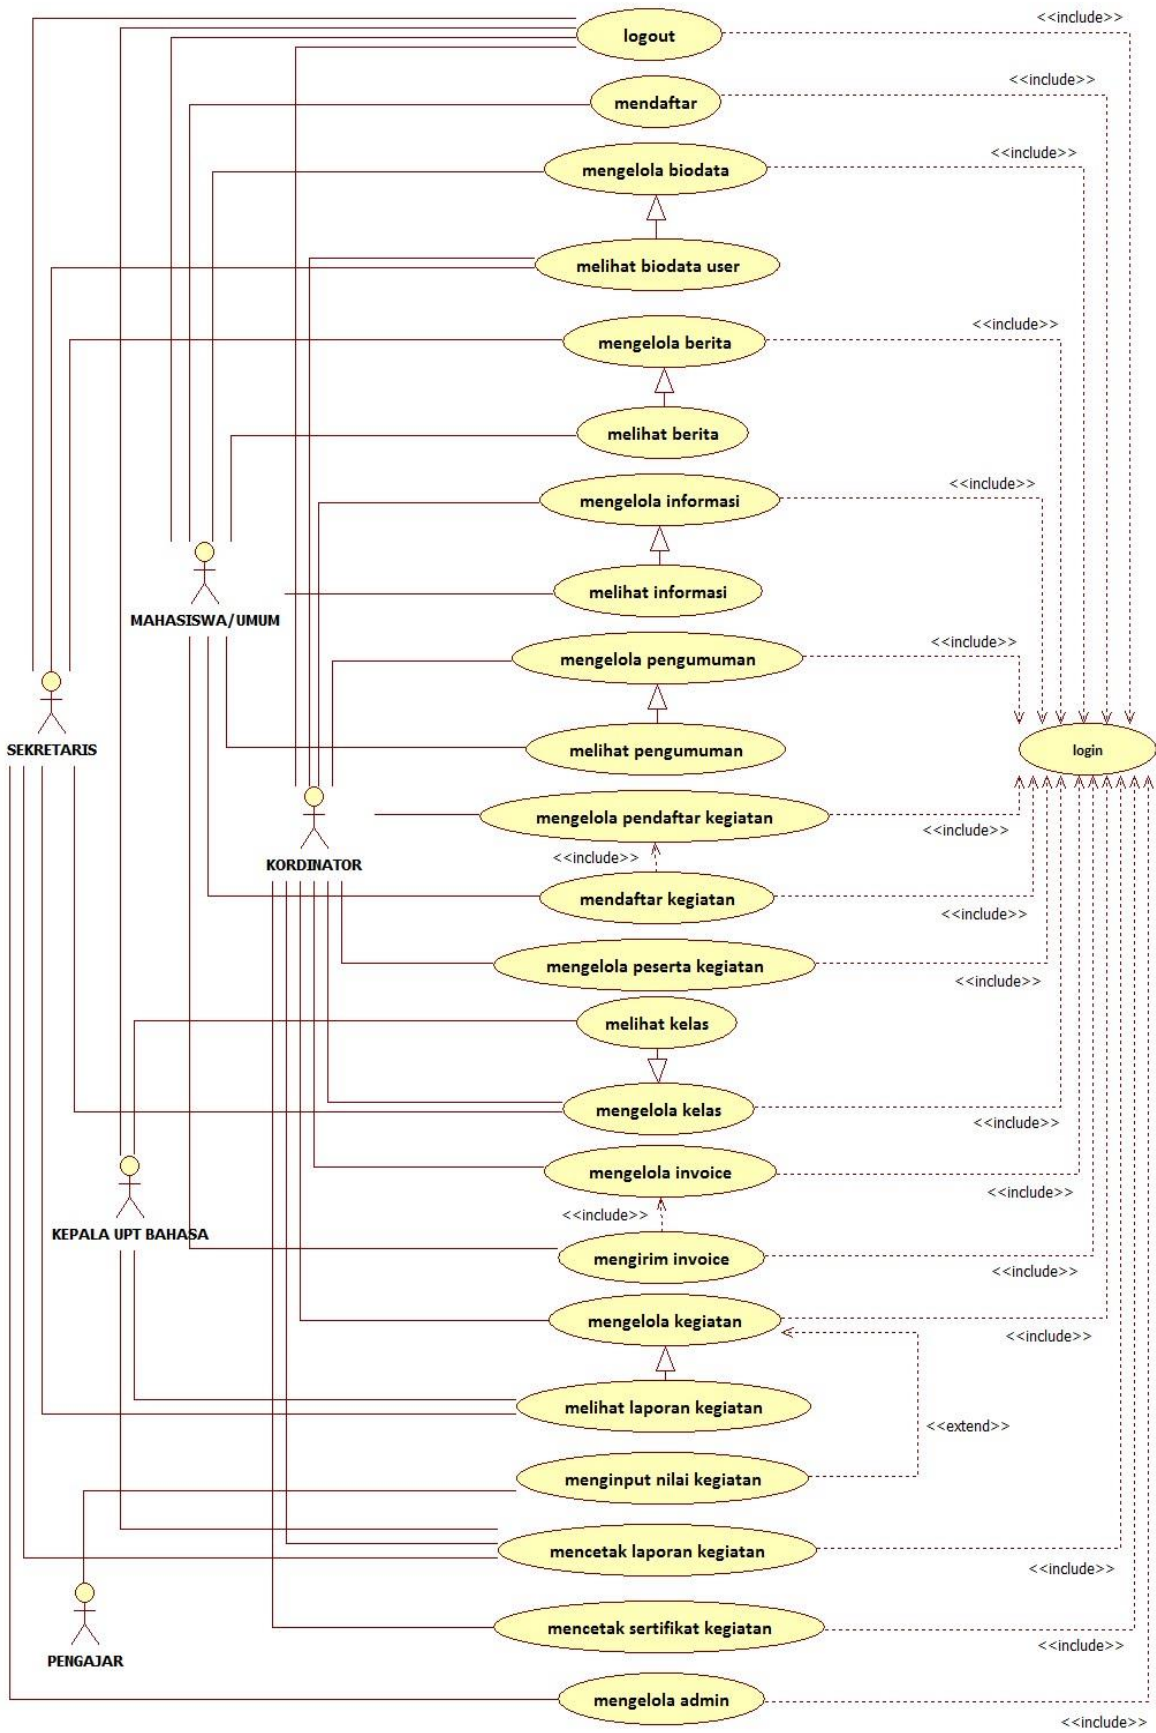 <<include>>
logout
<<include>>
mendaftar
<<include>>
mengelola biodata
melihat biodata user
<<include>>
mengelola berita
melihat berita
<<include>>
mengelola informasi
melihat informasi
MAHASISWA/UMUM
<<include>>
mengelola pengumuman
SEKRETARIS
melihat pengumuman
login
mengelola pendaftar kegiatan
<<include>>
<<include>>
KORDINATOR
mendaftar kegiatan
<<include>>
mengelola peserta kegiatan
<<include>>
melihat kelas
mengelola kelas
<<include>>
mengelola invoice
<<include>>
<<include>>
KEPALA UPT BAHASA
mengirim invoice
<<include>>
mengelola kegiatan
<<include>>
melihat laporan kegiatan
<<extend>>
menginput nilai kegiatan
mencetak laporan kegiatan
<<include>>
mencetak sertifikat kegiatan
<<include>>
PENGAJAR
mengelola admin
<<include>>